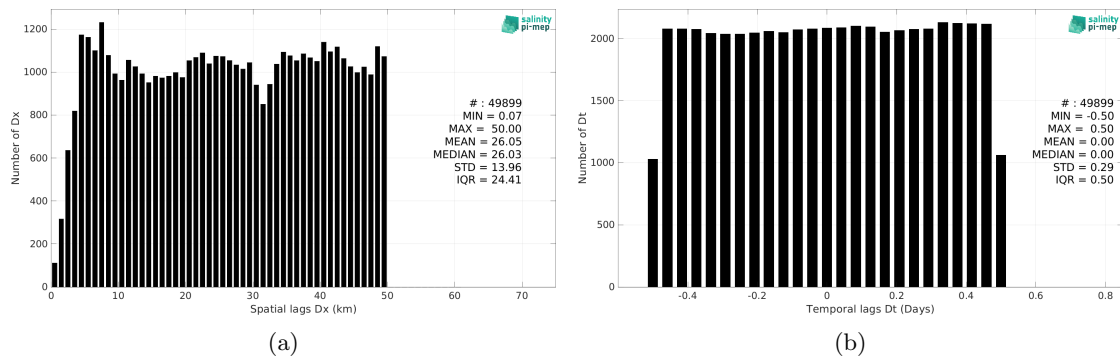 1200
1000
800
600
400
200
0
Number of Dx
salinity
pi-mep
# : 49899
MIN = 0.07
MAX = 50.00
MEAN = 26.05
MEDIAN = 26.03
STD = 13.96
IQR = 24.41
0 10 20 30 40 50 60 70
Spatial lags Dx (km)
(a)
2000
1500
1000
500
0
Number of Dt
salinity
pi-mep
# : 49899
MIN = -0.50
MAX = 0.50
MEAN = 0.00
MEDIAN = 0.00
STD = 0.29
IQR = 0.50
-0.4 -0.2 0 0.2 0.4 0.6 0.8
Temporal lags Dt (Days)
(b)